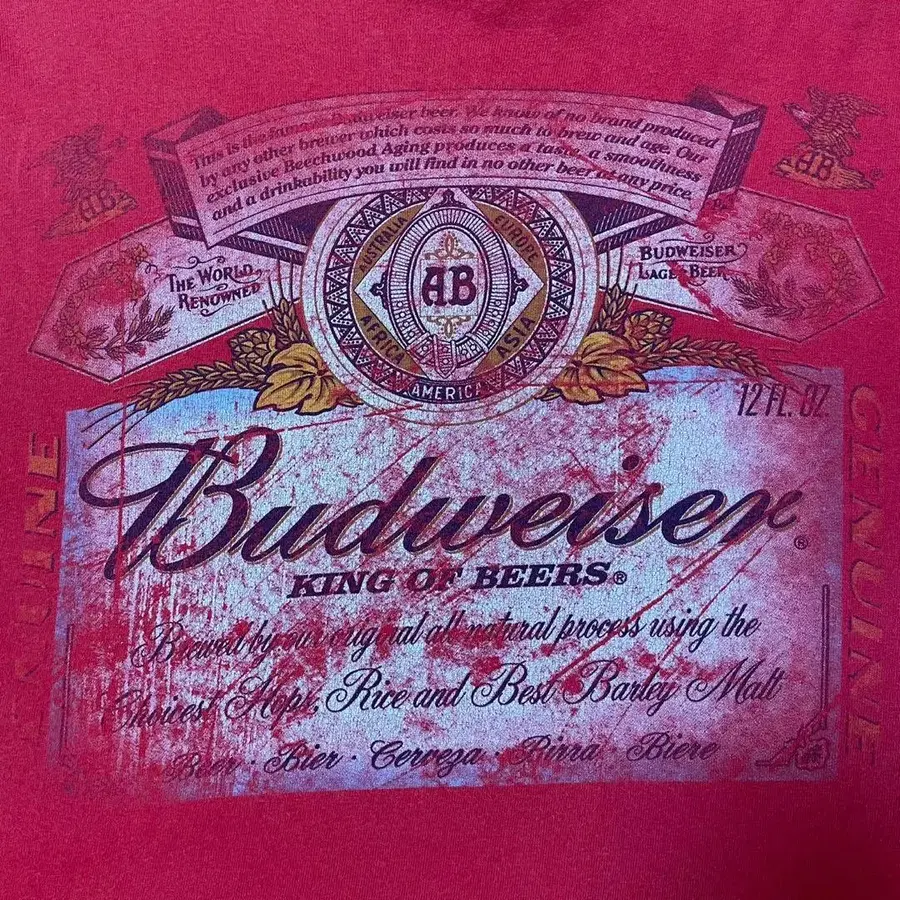 This is the famous Budweiser beer. We know of no brand produced
by any other brewer which costs so much to brew and age. Our
exclusive Beechwood Aging produces a taste, a smoothness
and a drinkability you will find in no other beer at any price.
AB
AB
THE WORLD
RENOWNED
AUSTRALIA
EUROPE
AB
AFRICA
ASIA
AMERICA
BUDWEISER
LAGER BEER
12 FL. OZ.
GENUINE
GENUINE
Budweiser®
KING OF BEERS®
Brewed by our original all natural process using the
Choicest Hops, Rice and Best Barley Malt
Beer · Bier · Cerveza · Birra · Biere